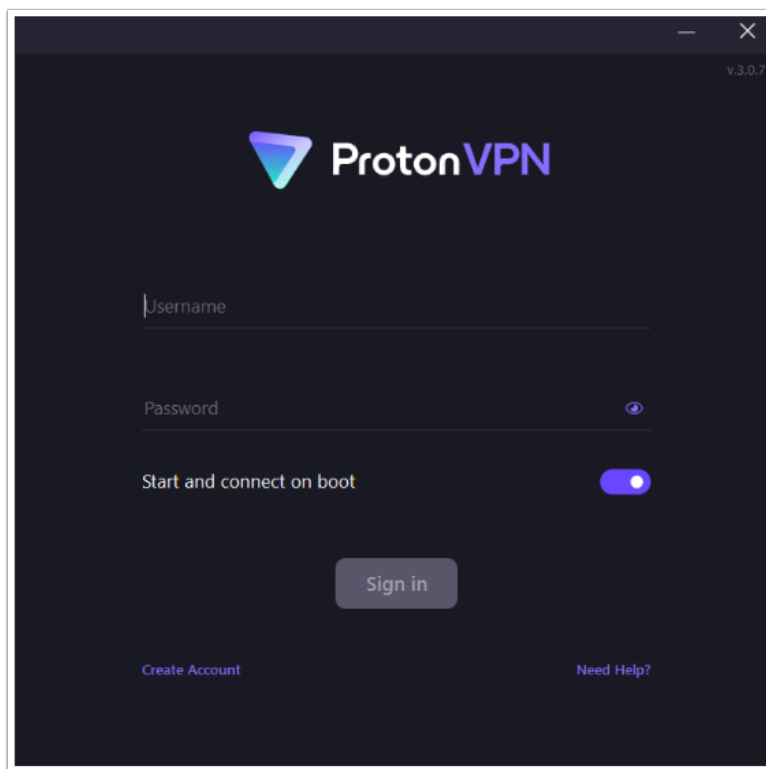 v.3.0.7
ProtonVPN
Username
Password
Start and connect on boot
Sign in
Create Account
Need Help?